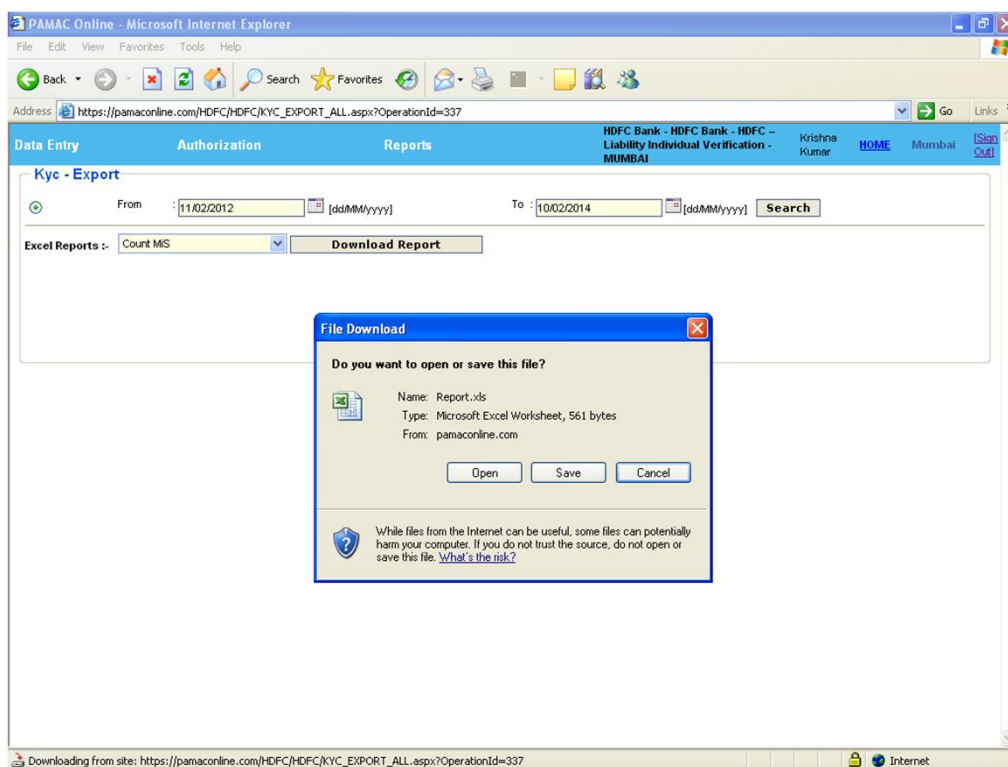 PAMAC Online - Microsoft Internet Explorer
File Edit View Favorites Tools Help
Back Search Favorites
Address https://pamaconline.com/HDFC/HDFC/KYC_EXPORT_ALL.aspx?OperationId=337 Go Links
Data Entry Authorization Reports HDFC Bank - HDFC Bank - HDFC – Liability Individual Verification - MUMBAI Krishna Kumar HOME Mumbai [Sign Out]
Kyc - Export
From : 11/02/2012 [dd/MM/yyyy] To : 10/02/2014 [dd/MM/yyyy] Search
Excel Reports :- Count MiS Download Report
File Download
Do you want to open or save this file?
Name: Report.xls
Type: Microsoft Excel Worksheet, 561 bytes
From: pamaconline.com
Open Save Cancel
While files from the Internet can be useful, some files can potentially
harm your computer. If you do not trust the source, do not open or
save this file. What's the risk?
Downloading from site: https://pamaconline.com/HDFC/HDFC/KYC_EXPORT_ALL.aspx?OperationId=337 Internet